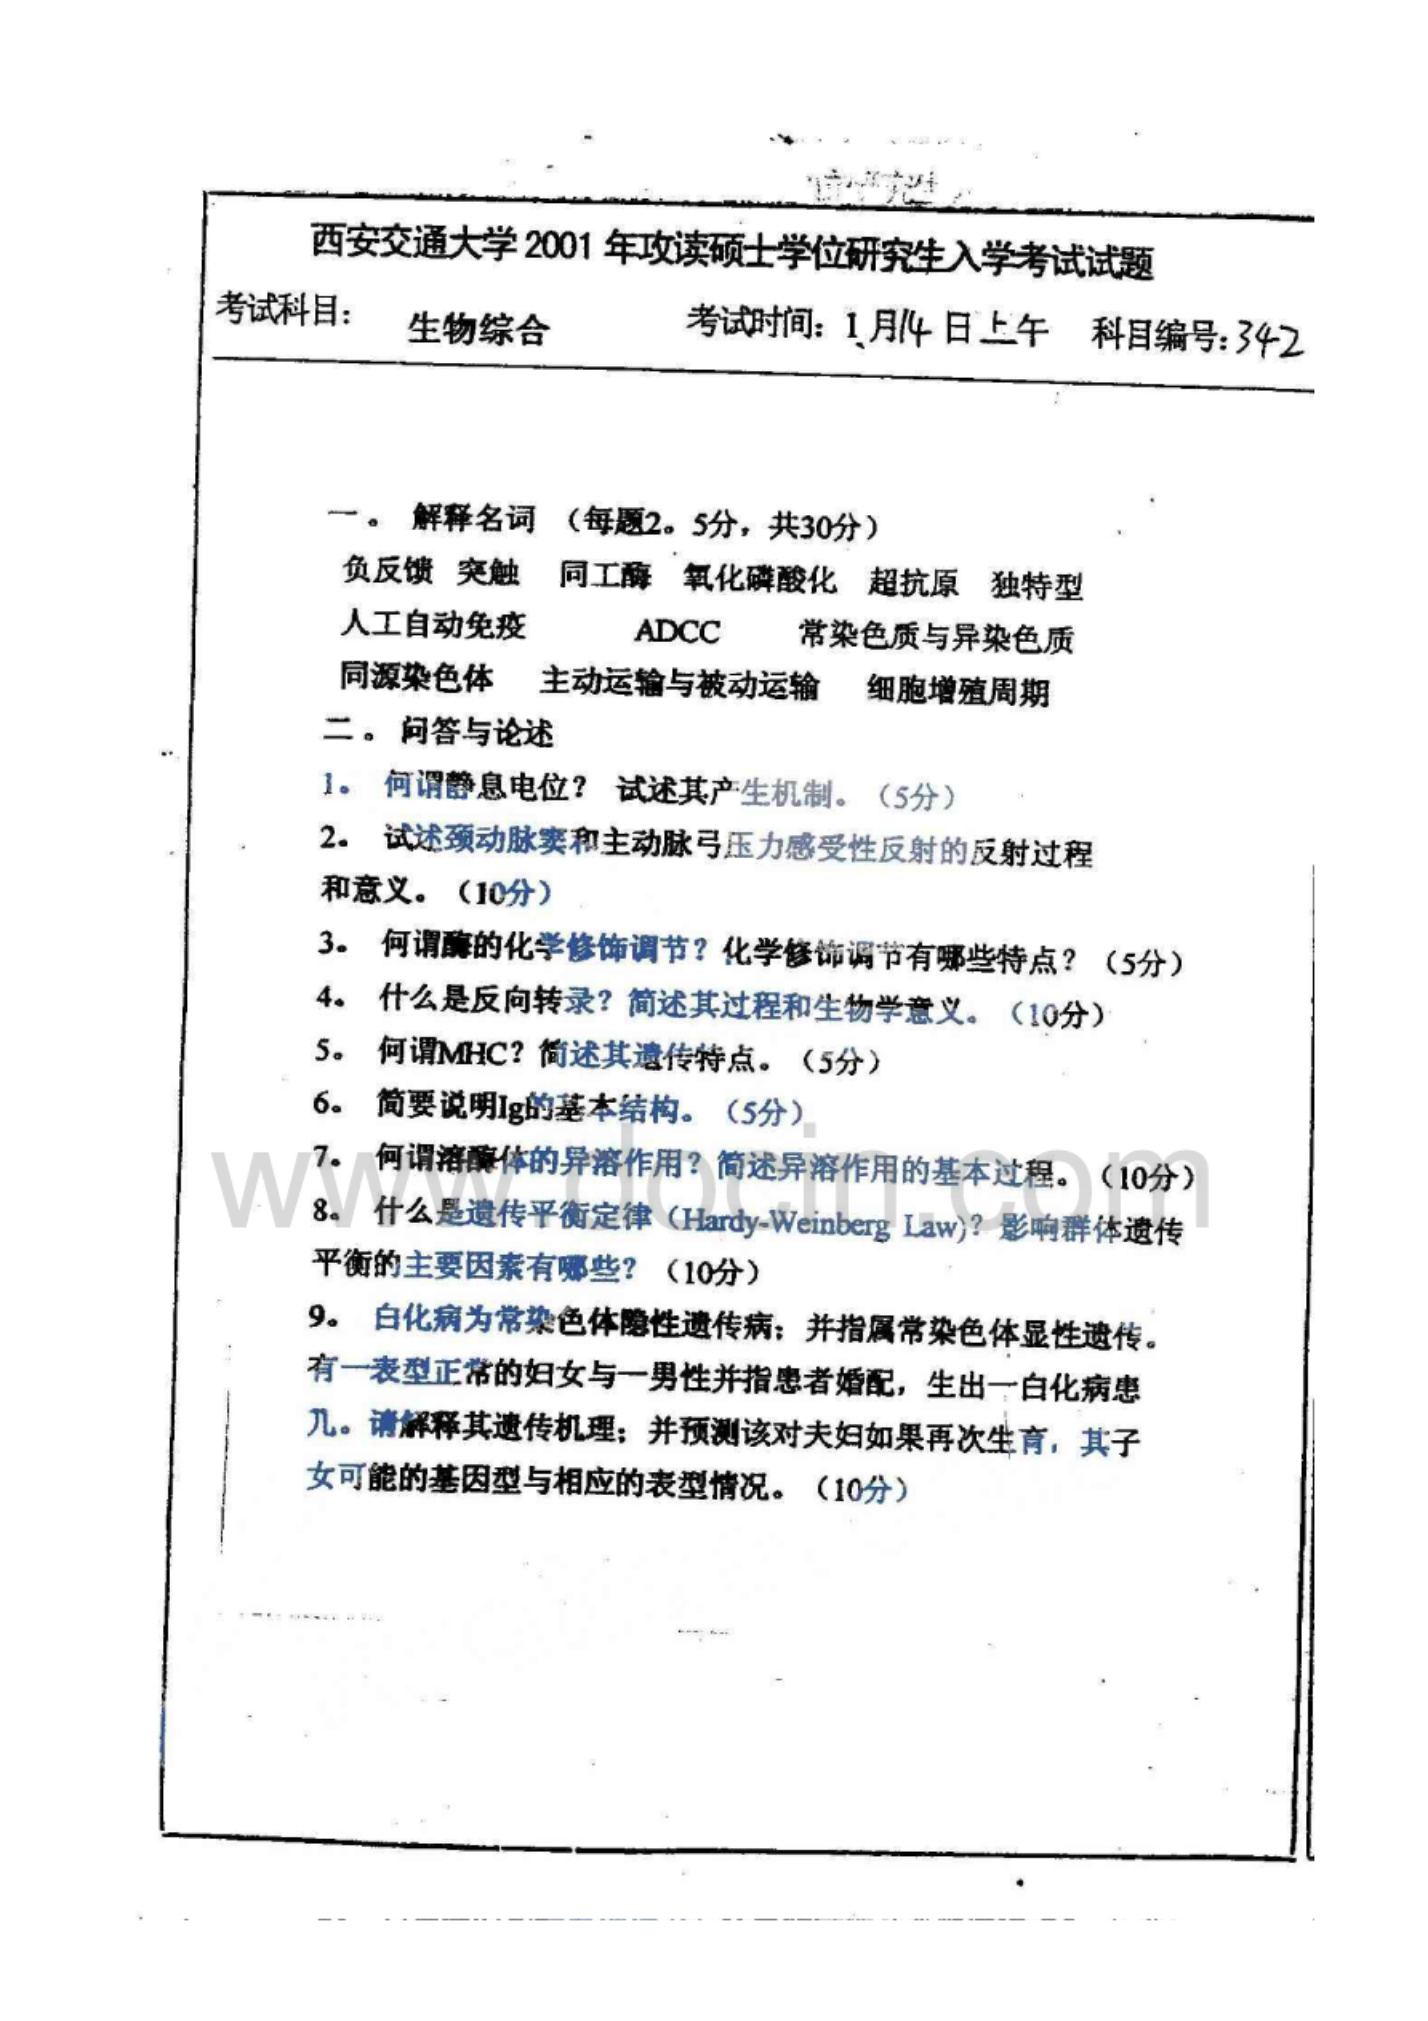 西安交通大学2001年攻读硕士学位研究生入学考试试题
考试科目: 生物综合 考试时间: 1月14日上午 科目编号:342
一。 解释名词 （每题2。5分，共30分）
负反馈 突触 同工酶 氧化磷酸化 超抗原 独特型
人工自动免疫 ADCC 常染色质与异染色质
同源染色体 主动运输与被动运输 细胞增殖周期
二。 问答与论述
1。 何谓静息电位？ 试述其产生机制。（5分）
2。 试述颈动脉窦和主动脉弓压力感受性反射的反射过程
和意义。（10分）
3。 何谓酶的化学修饰调节？化学修饰调节有哪些特点？（5分）
4。 什么是反向转录？简述其过程和生物学意义。（10分）
5。 何谓MHC？简述其遗传特点。（5分）
6。 简要说明Ig的基本结构。（5分）
7。 何谓溶酶体的异溶作用？简述异溶作用的基本过程。（10分）
8。 什么是遗传平衡定律（Hardy-Weinberg Law)？影响群体遗传
平衡的主要因素有哪些？（10分）
9。 白化病为常染色体隐性遗传病；并指属常染色体显性遗传。
有一表型正常的妇女与一男性并指患者婚配，生出一白化病患
儿。请解释其遗传机理；并预测该对夫妇如果再次生育，其子
女可能的基因型与相应的表型情况。（10分）
www.docin.com